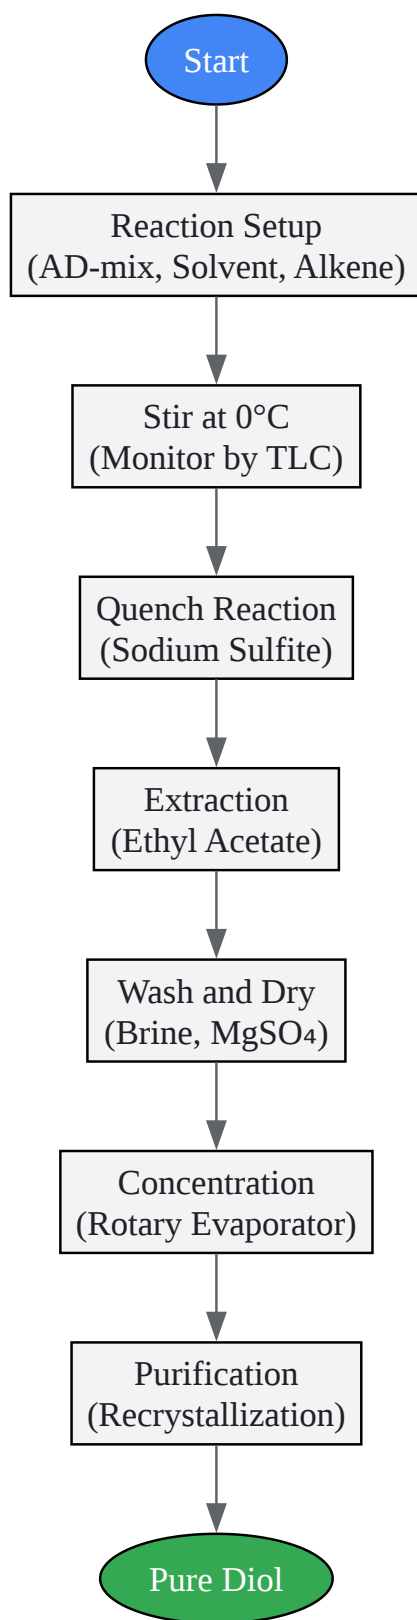 Start
Reaction Setup
(AD-mix, Solvent, Alkene)
Stir at 0°C
(Monitor by TLC)
Quench Reaction
(Sodium Sulfite)
Extraction
(Ethyl Acetate)
Wash and Dry
(Brine, MgSO₄)
Concentration
(Rotary Evaporator)
Purification
(Recrystallization)
Pure Diol